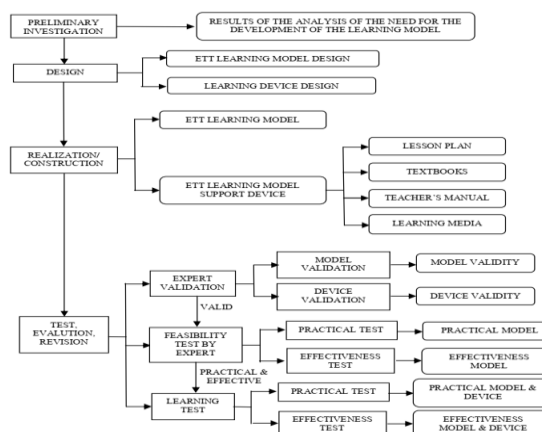 PRELIMINARY
INVESTIGATION
RESULTS OF THE ANALYSIS OF THE NEED FOR THE
DEVELOPMENT OF THE LEARNING MODEL
DESIGN
ETT LEARNING MODEL DESIGN
LEARNING DEVICE DESIGN
REALIZATION/
CONSTRUCTION
ETT LEARNING MODEL
ETT LEARNING MODEL
SUPPORT DEVICE
LESSON PLAN
TEXTBOOKS
TEACHER'S MANUAL
LEARNING MEDIA
TEST,
EVALUTION,
REVISION
EXPERT
VALIDATION
MODEL
VALIDATION
MODEL VALIDITY
DEVICE
VALIDATION
DEVICE VALIDITY
VALID
FEASIBILITY
TEST BY
EXPERT
PRACTICAL TEST
PRACTICAL MODEL
EFFECTIVENESS
TEST
EFFECTIVENESS
MODEL
PRACTICAL &
EFFECTIVE
LEARNING
TEST
PRACTICAL TEST
PRACTICAL MODEL &
DEVICE
EFFECTIVENESS
TEST
EFFECTIVENESS
MODEL & DEVICE